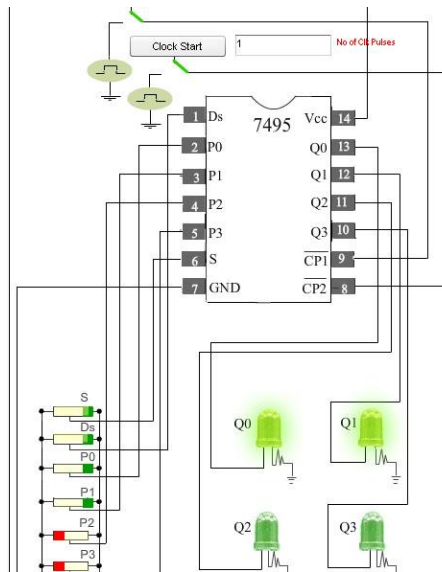 Clock Start 1 No of Clk Pulses
7495
1 Ds Vcc 14
2 P0 Q0 13
3 P1 Q1 12
4 P2 Q2 11
5 P3 Q3 10
6 S CP1 9
7 GND CP2 8
S
Ds
P0
P1
P2
P3
Q0 Q1
Q2 Q3